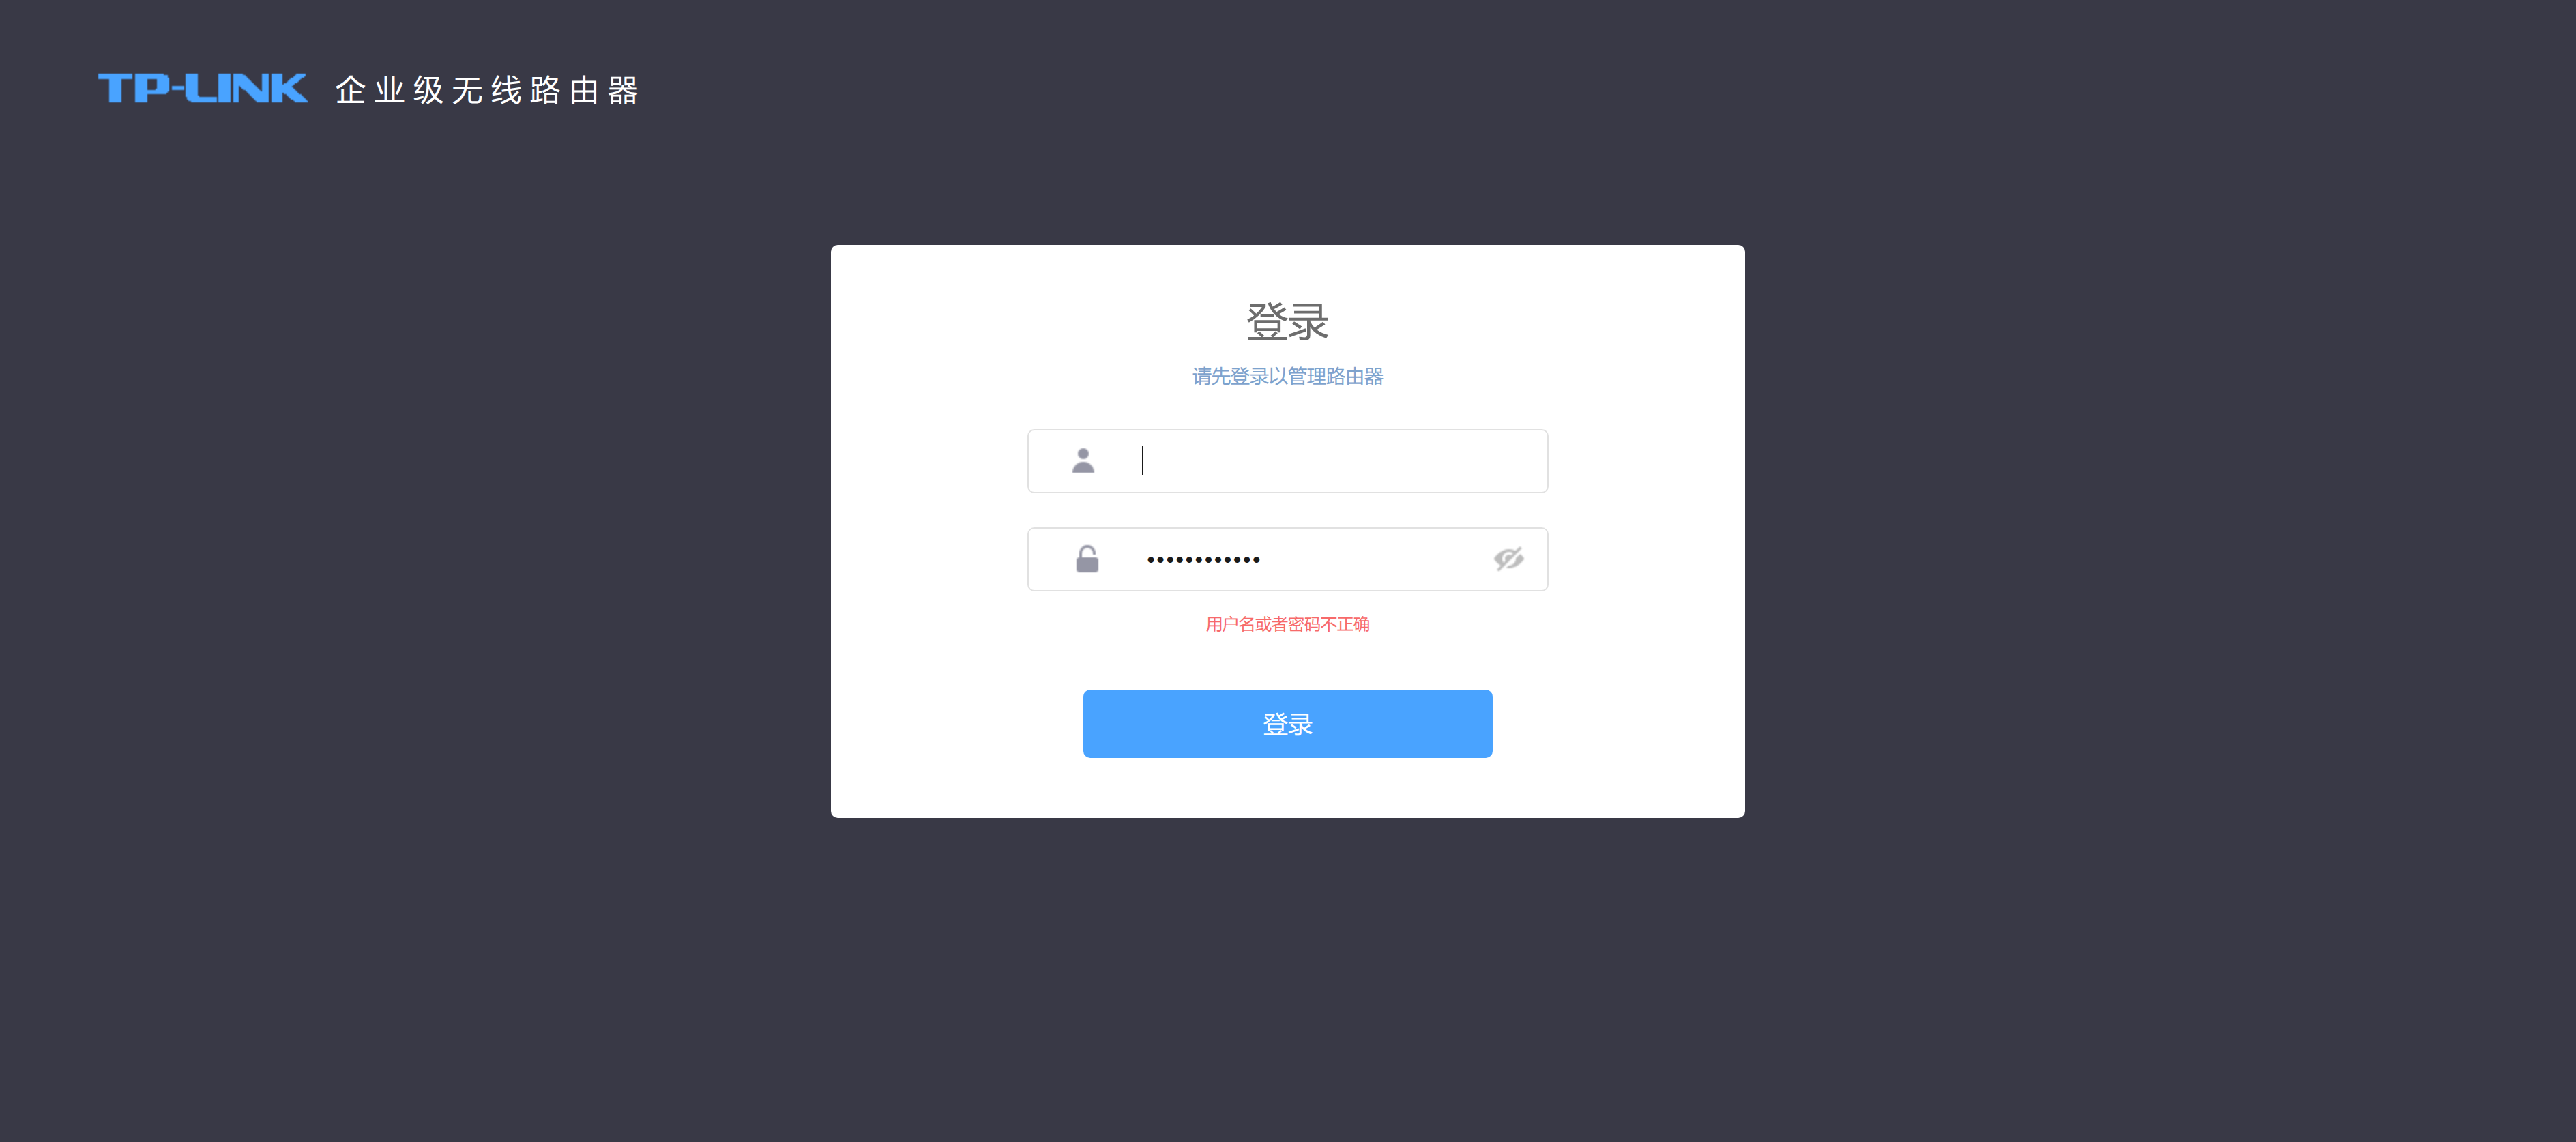 TP-LINK 企业级无线路由器
登录
请先登录以管理路由器
••••••••••••
用户名或者密码不正确
登录